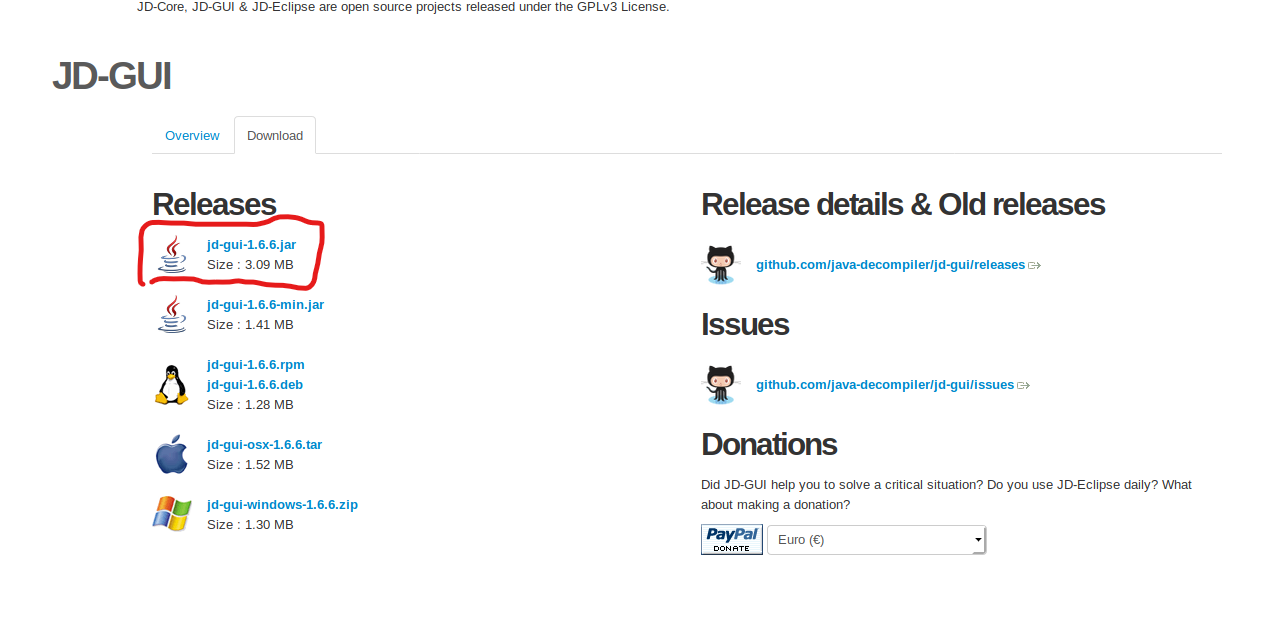 JD-Core, JD-GUI & JD-Eclipse are open source projects released under the GPLv3 License.
JD-GUI
Overview
Download
Releases
jd-gui-1.6.6.jar
Size : 3.09 MB
jd-gui-1.6.6-min.jar
Size : 1.41 MB
jd-gui-1.6.6.rpm
jd-gui-1.6.6.deb
Size : 1.28 MB
jd-gui-osx-1.6.6.tar
Size : 1.52 MB
jd-gui-windows-1.6.6.zip
Size : 1.30 MB
Release details & Old releases
github.com/java-decompiler/jd-gui/releases
Issues
github.com/java-decompiler/jd-gui/issues
Donations
Did JD-GUI help you to solve a critical situation? Do you use JD-Eclipse daily? What
about making a donation?
PayPal
DONATE
Euro (€)